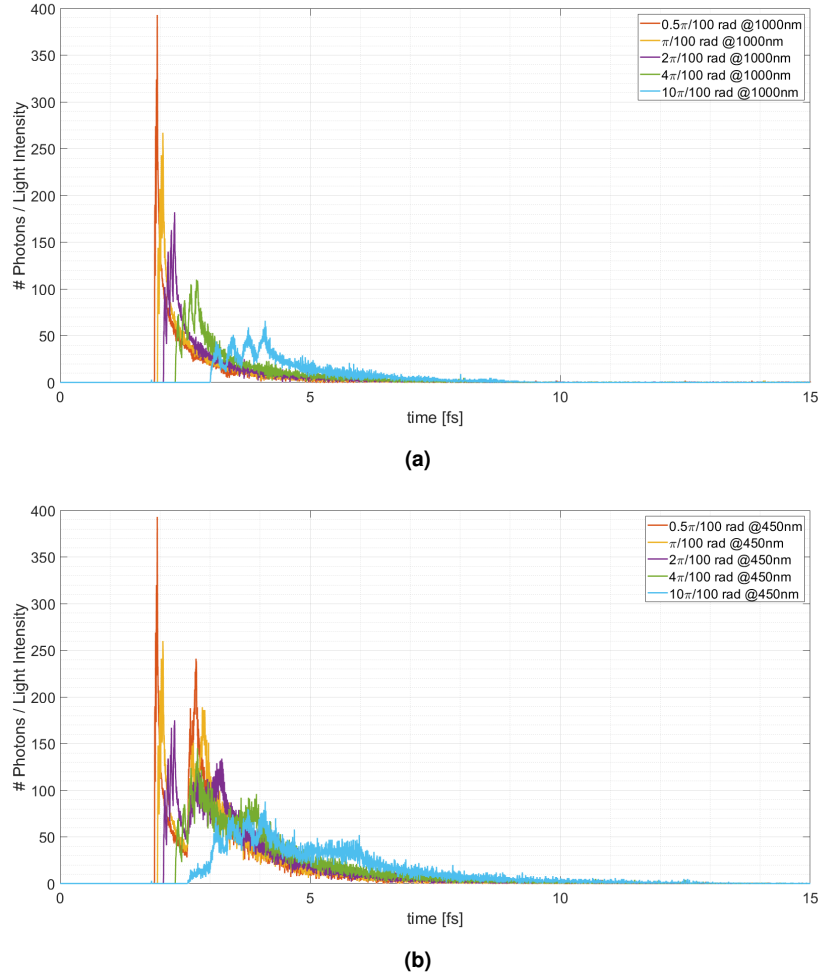 400
350
300
250
200
150
100
50
0
# Photons / Light Intensity
0.5π/100 rad @1000nm
π/100 rad @1000nm
2π/100 rad @1000nm
4π/100 rad @1000nm
10π/100 rad @1000nm
0 5 10 15
time [fs]
(a)
400
350
300
250
200
150
100
50
0
# Photons / Light Intensity
0.5π/100 rad @450nm
π/100 rad @450nm
2π/100 rad @450nm
4π/100 rad @450nm
10π/100 rad @450nm
0 5 10 15
time [fs]
(b)